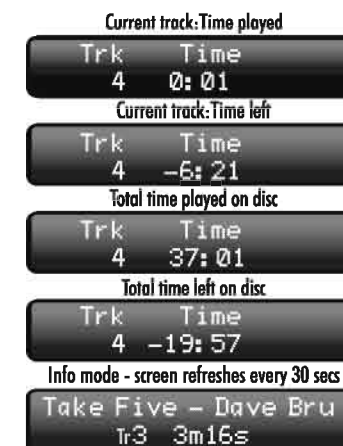 Current track: Time played
Trk Time
4 0:01
Current track: Time left
Trk Time
4 -6:21
Total time played on disc
Trk Time
4 37:01
Total time left on disc
Trk Time
4 -19:57
Info mode - screen refreshes every 30 secs
Take Five - Dave Bru
Tr3 3m16s